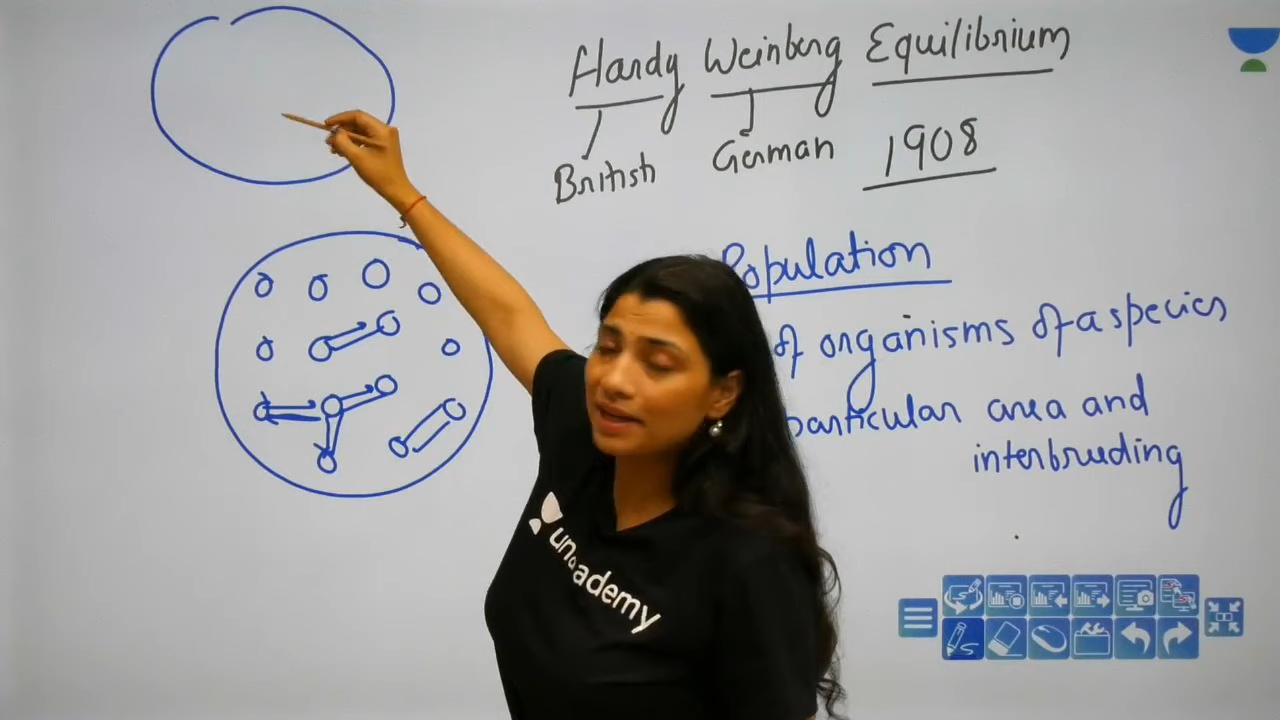 Hardy Weinberg Equilibrium
British German 1908
Population
of organisms of a species
particular area and
interbreeding
unacademy